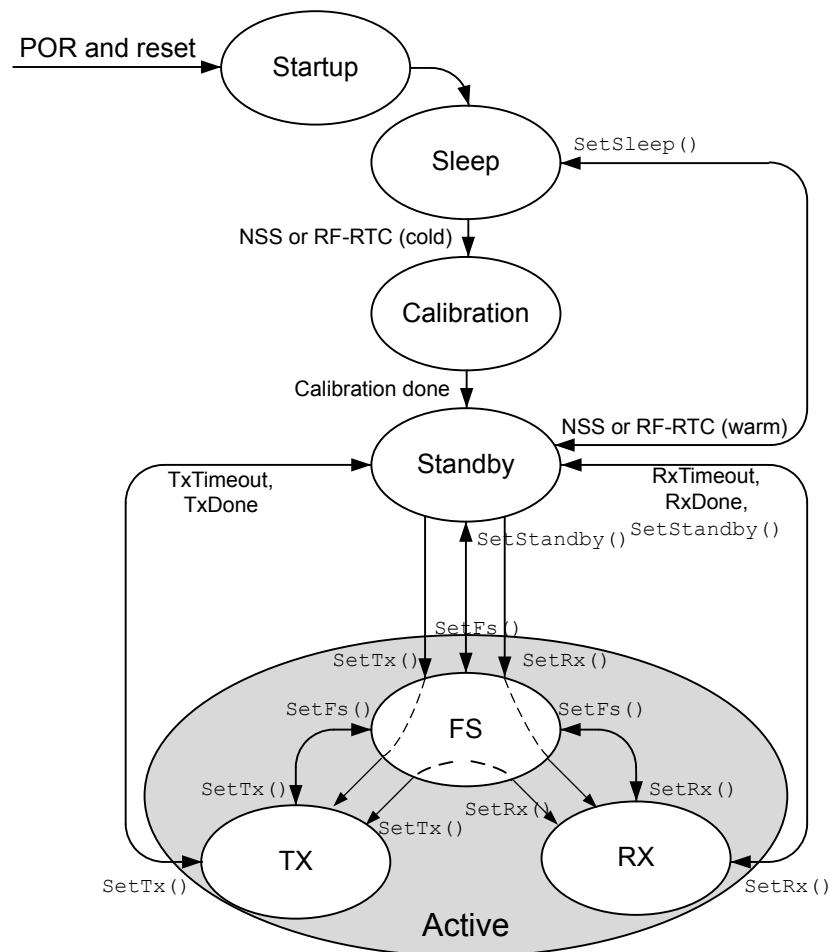 POR and reset
Startup
SetSleep()
Sleep
NSS or RF-RTC (cold)
Calibration
Calibration done
NSS or RF-RTC (warm)
Standby
TxTimeout,
TxDone
RxTimeout,
RxDone,
SetStandby()
SetStandby()
SetFs()
SetTx()
SetRx()
SetFs()
FS
SetFs()
SetTx()
SetRx()
SetRx()
SetTx()
TX
RX
SetTx()
SetRx()
Active